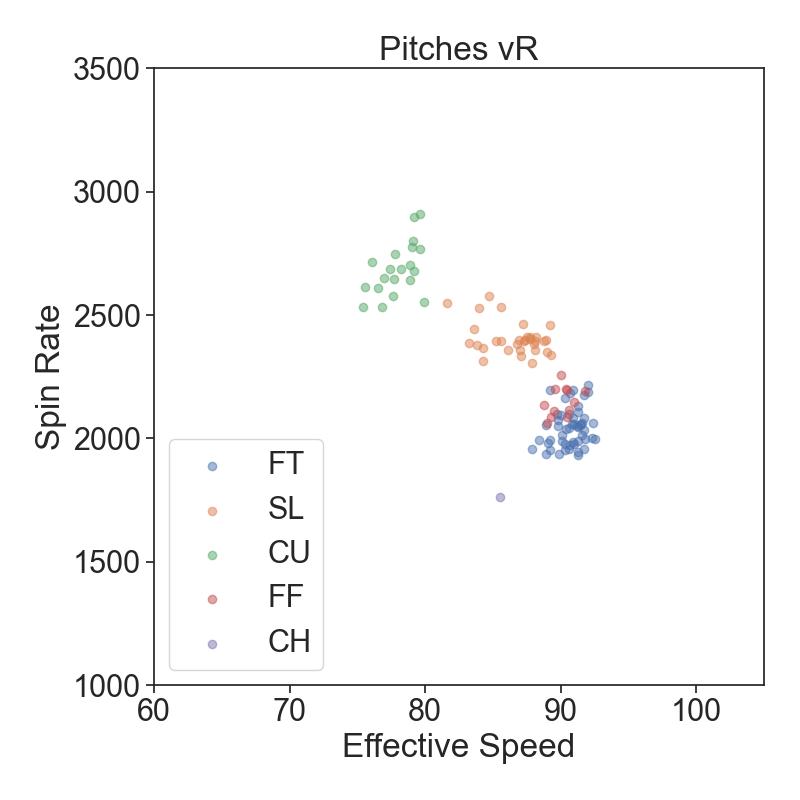 Pitches vR
3500
3000
2500
2000
1500
1000
Spin Rate
FT
SL
CU
FF
CH
60 70 80 90 100
Effective Speed